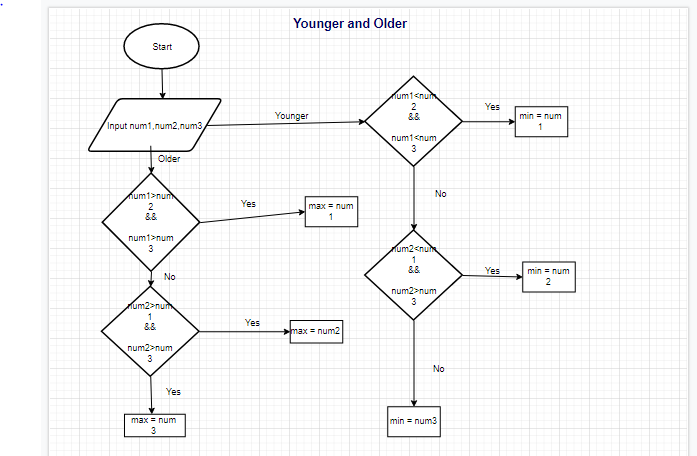 Younger and Older
Start
Input num1,num2,num3
Younger
Older
num1<num
2
&&
num1<num
3
Yes
min = num
1
No
num1>num
2
&&
num1>num
3
Yes
max = num
1
No
num2<num
1
&&
num2>num
3
Yes
min = num
2
No
num2>num
1
&&
num2>num
3
Yes
max = num2
Yes
max = num
3
min = num3